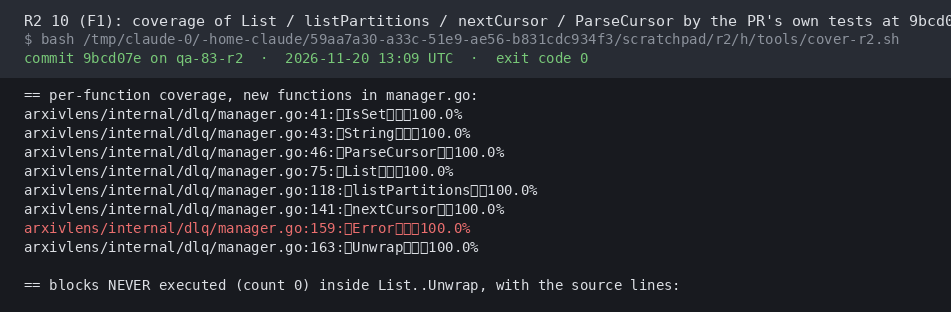 R2 10 (F1): coverage of List / listPartitions / nextCursor / ParseCursor by the PR's own tests at 9bcd0
$ bash /tmp/claude-0/-home-claude/59aa7a30-a33c-51e9-ae56-b831cdc934f3/scratchpad/r2/h/tools/cover-r2.sh
commit 9bcd07e on qa-83-r2 · 2026-11-20 13:09 UTC · exit code 0
== per-function coverage, new functions in manager.go:
arxivlens/internal/dlq/manager.go:41:□IsSet□□□100.0%
arxivlens/internal/dlq/manager.go:43:□String□□□100.0%
arxivlens/internal/dlq/manager.go:46:□ParseCursor□□100.0%
arxivlens/internal/dlq/manager.go:75:□List□□□100.0%
arxivlens/internal/dlq/manager.go:118:□listPartitions□□100.0%
arxivlens/internal/dlq/manager.go:141:□nextCursor□□100.0%
arxivlens/internal/dlq/manager.go:159:□Error□□□100.0%
arxivlens/internal/dlq/manager.go:163:□Unwrap□□□100.0%
== blocks NEVER executed (count 0) inside List..Unwrap, with the source lines: